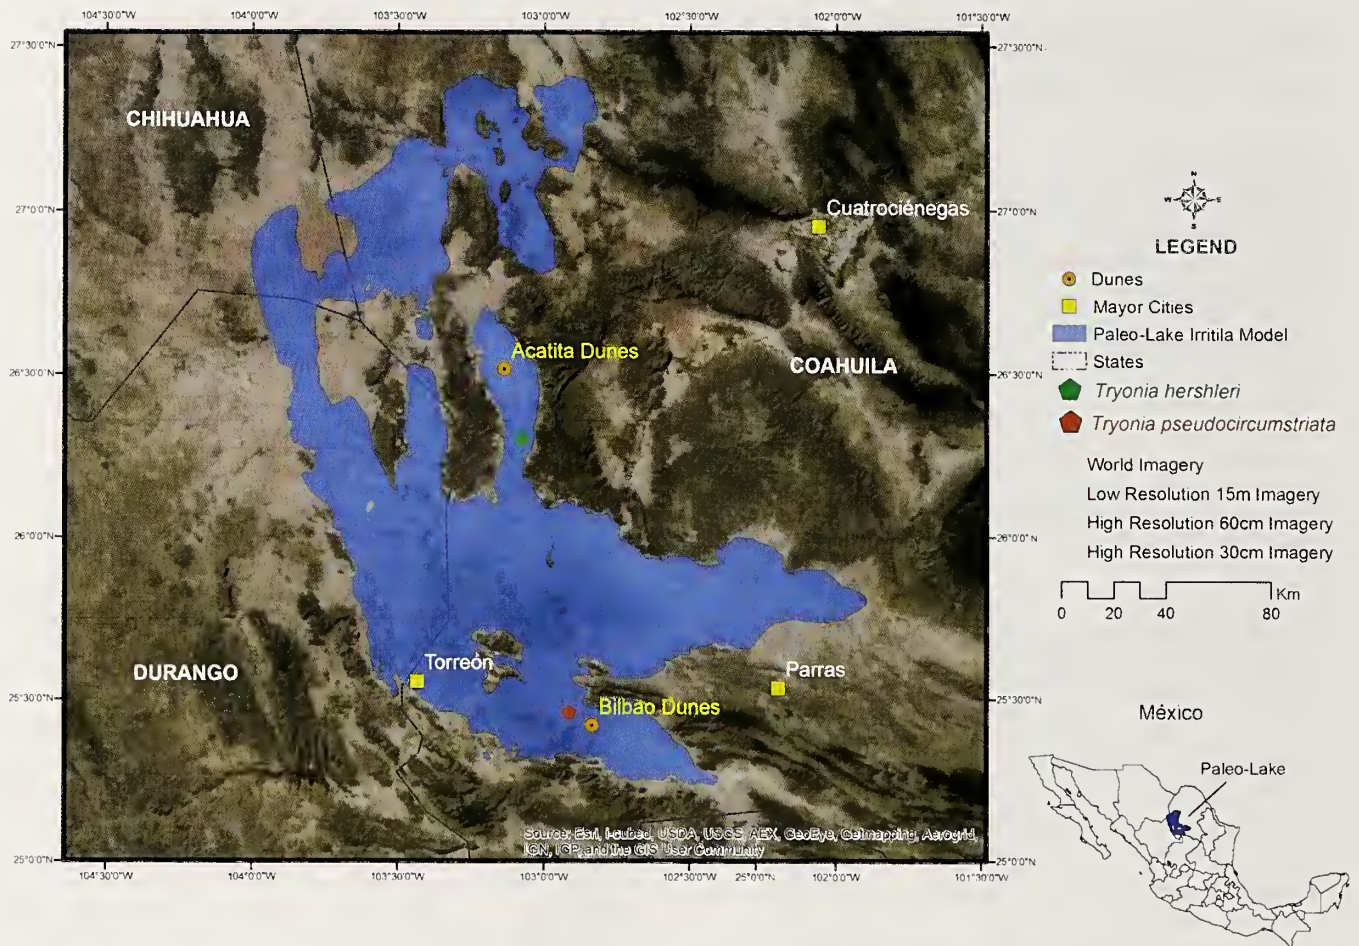 104°30'0"W 104°0'0"W 103°30'0"W 103°0'0"W 102°30'0"W 102°0'0"W 101°30'0"W
27°30'0"N 27°30'0"N
CHIHUAHUA
27°0'0"N 27°0'0"N
Cuatrociénegas
N
W E
S
LEGEND
Dunes
Mayor Cities
Paleo-Lake Irritila Model
States
Tryonia hershleri
Tryonia pseudocircumstriata
World Imagery
Low Resolution 15m Imagery
High Resolution 60cm Imagery
High Resolution 30cm Imagery
0 20 40 80 Km
Acatita Dunes
COAHUILA
26°30'0"N 26°30'0"N
26°0'0"N 26°0'0"N
DURANGO
Torreón
Parras
25°30'0"N 25°30'0"N
Bilbao Dunes
México
Paleo-Lake
Source: Esri, i-cubed, USDA, USGS, AEX, GeoEye, Getmapping, Aerogrid,
IGN, IGP, and the GIS User Community
25°0'0"N 25°0'0"N
104°30'0"W 104°0'0"W 103°30'0"W 103°0'0"W 102°30'0"W 25°0'0"N 102°0'0"W 101°30'0"W